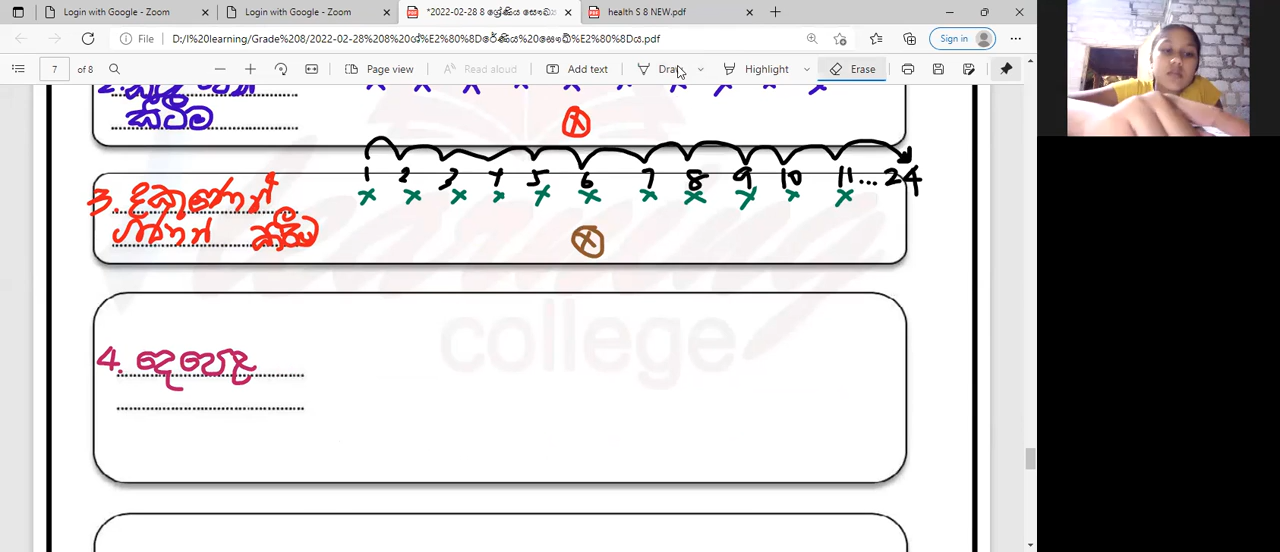 Login with Google - Zoom
Login with Google - Zoom
*2022-02-28 8 ශ්‍රේණිය සෞඛ්‍ය
health S 8 NEW.pdf
File
D:/I%20learning/Grade%208/2022-02-28%208%20ශ්%E2%80%8Dරේණිය%20සෞඛ්%E2%80%8Dය.pdf
Sign in
7 of 8
Page view
Read aloud
Add text
Draw
Highlight
Erase
කිටීම
1 2 3 4 5 6 7 8 9 10 11 ... 24
3. දකුණෙන්
ගිණුන් කිරීම
learning
college
4. දෙපෙළ